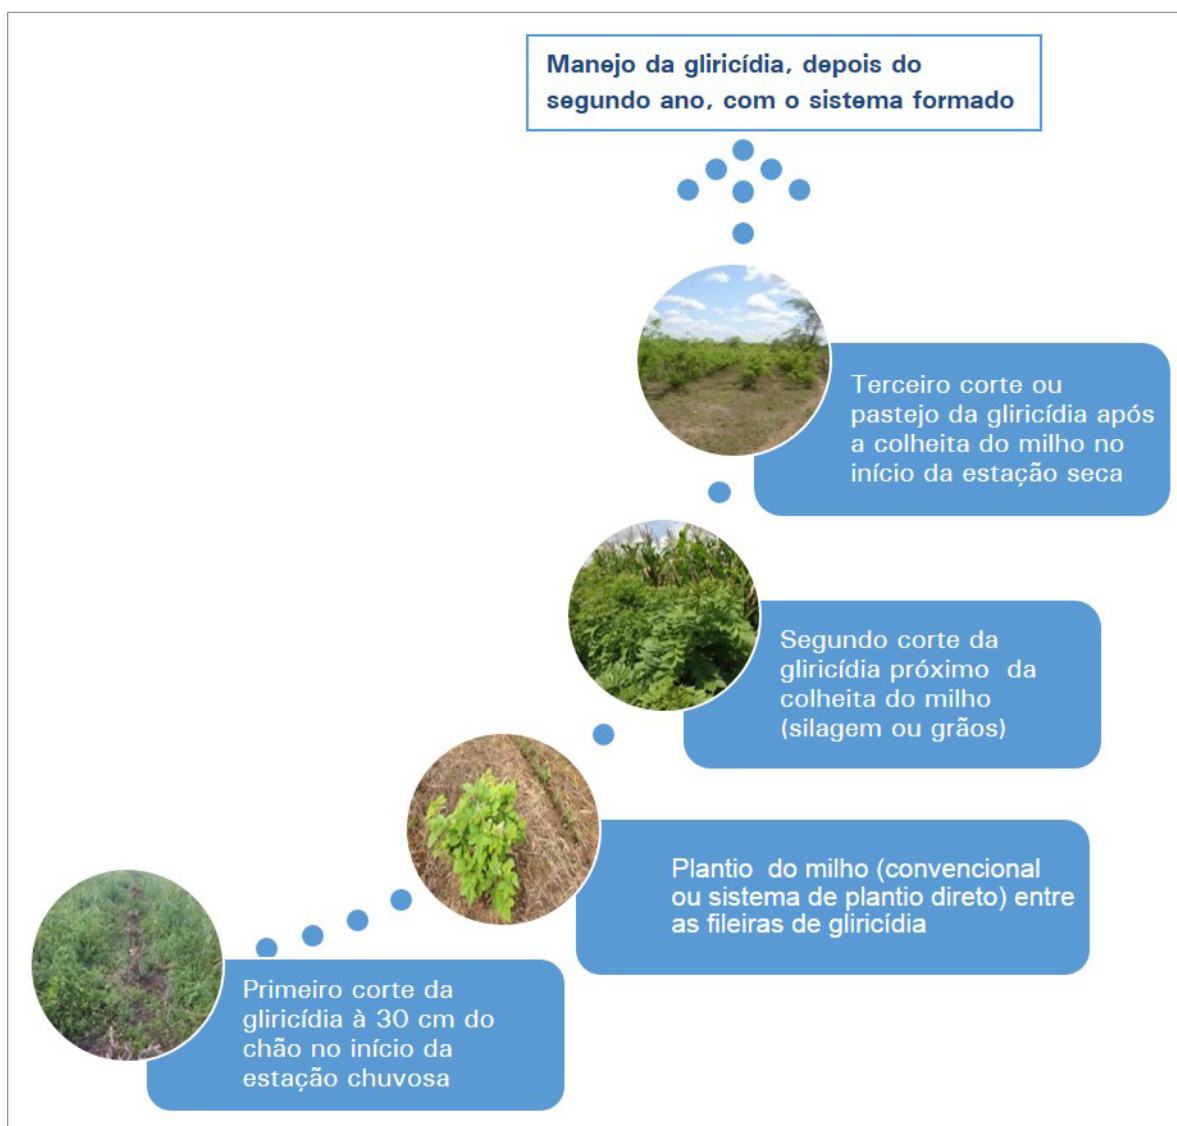 Manejo da gliricídia, depois do
segundo ano, com o sistema formado
Terceiro corte ou
pastejo da gliricídia após
a colheita do milho no
início da estação seca
Segundo corte da
gliricídia próximo da
colheita do milho
(silagem ou grãos)
Plantio do milho (convencional
ou sistema de plantio direto) entre
as fileiras de gliricídia
Primeiro corte da
gliricídia à 30 cm do
chão no início da
estação chuvosa